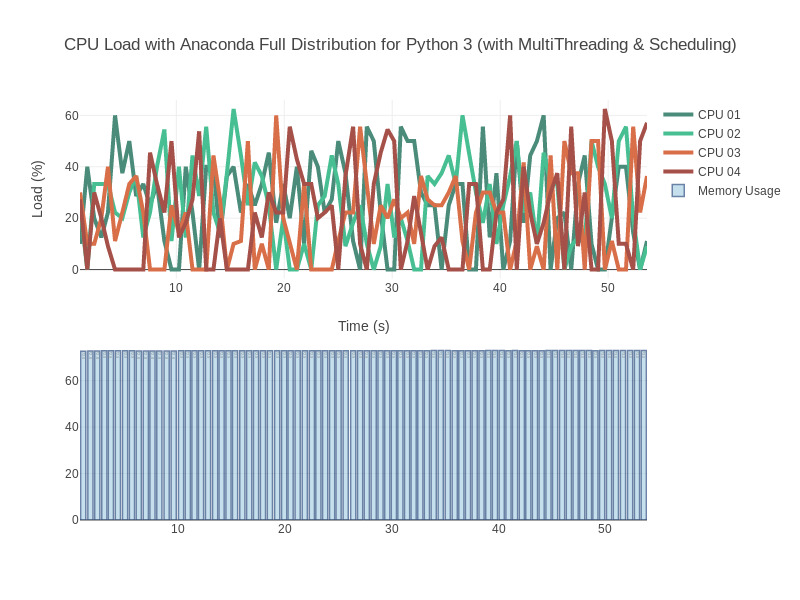 CPU Load with Anaconda Full Distribution for Python 3 (with MultiThreading & Scheduling)
60
40
20
0
Load (%)
10 20 30 40 50
Time (s)
CPU 01
CPU 02
CPU 03
CPU 04
Memory Usage
60
40
20
0
10 20 30 40 50